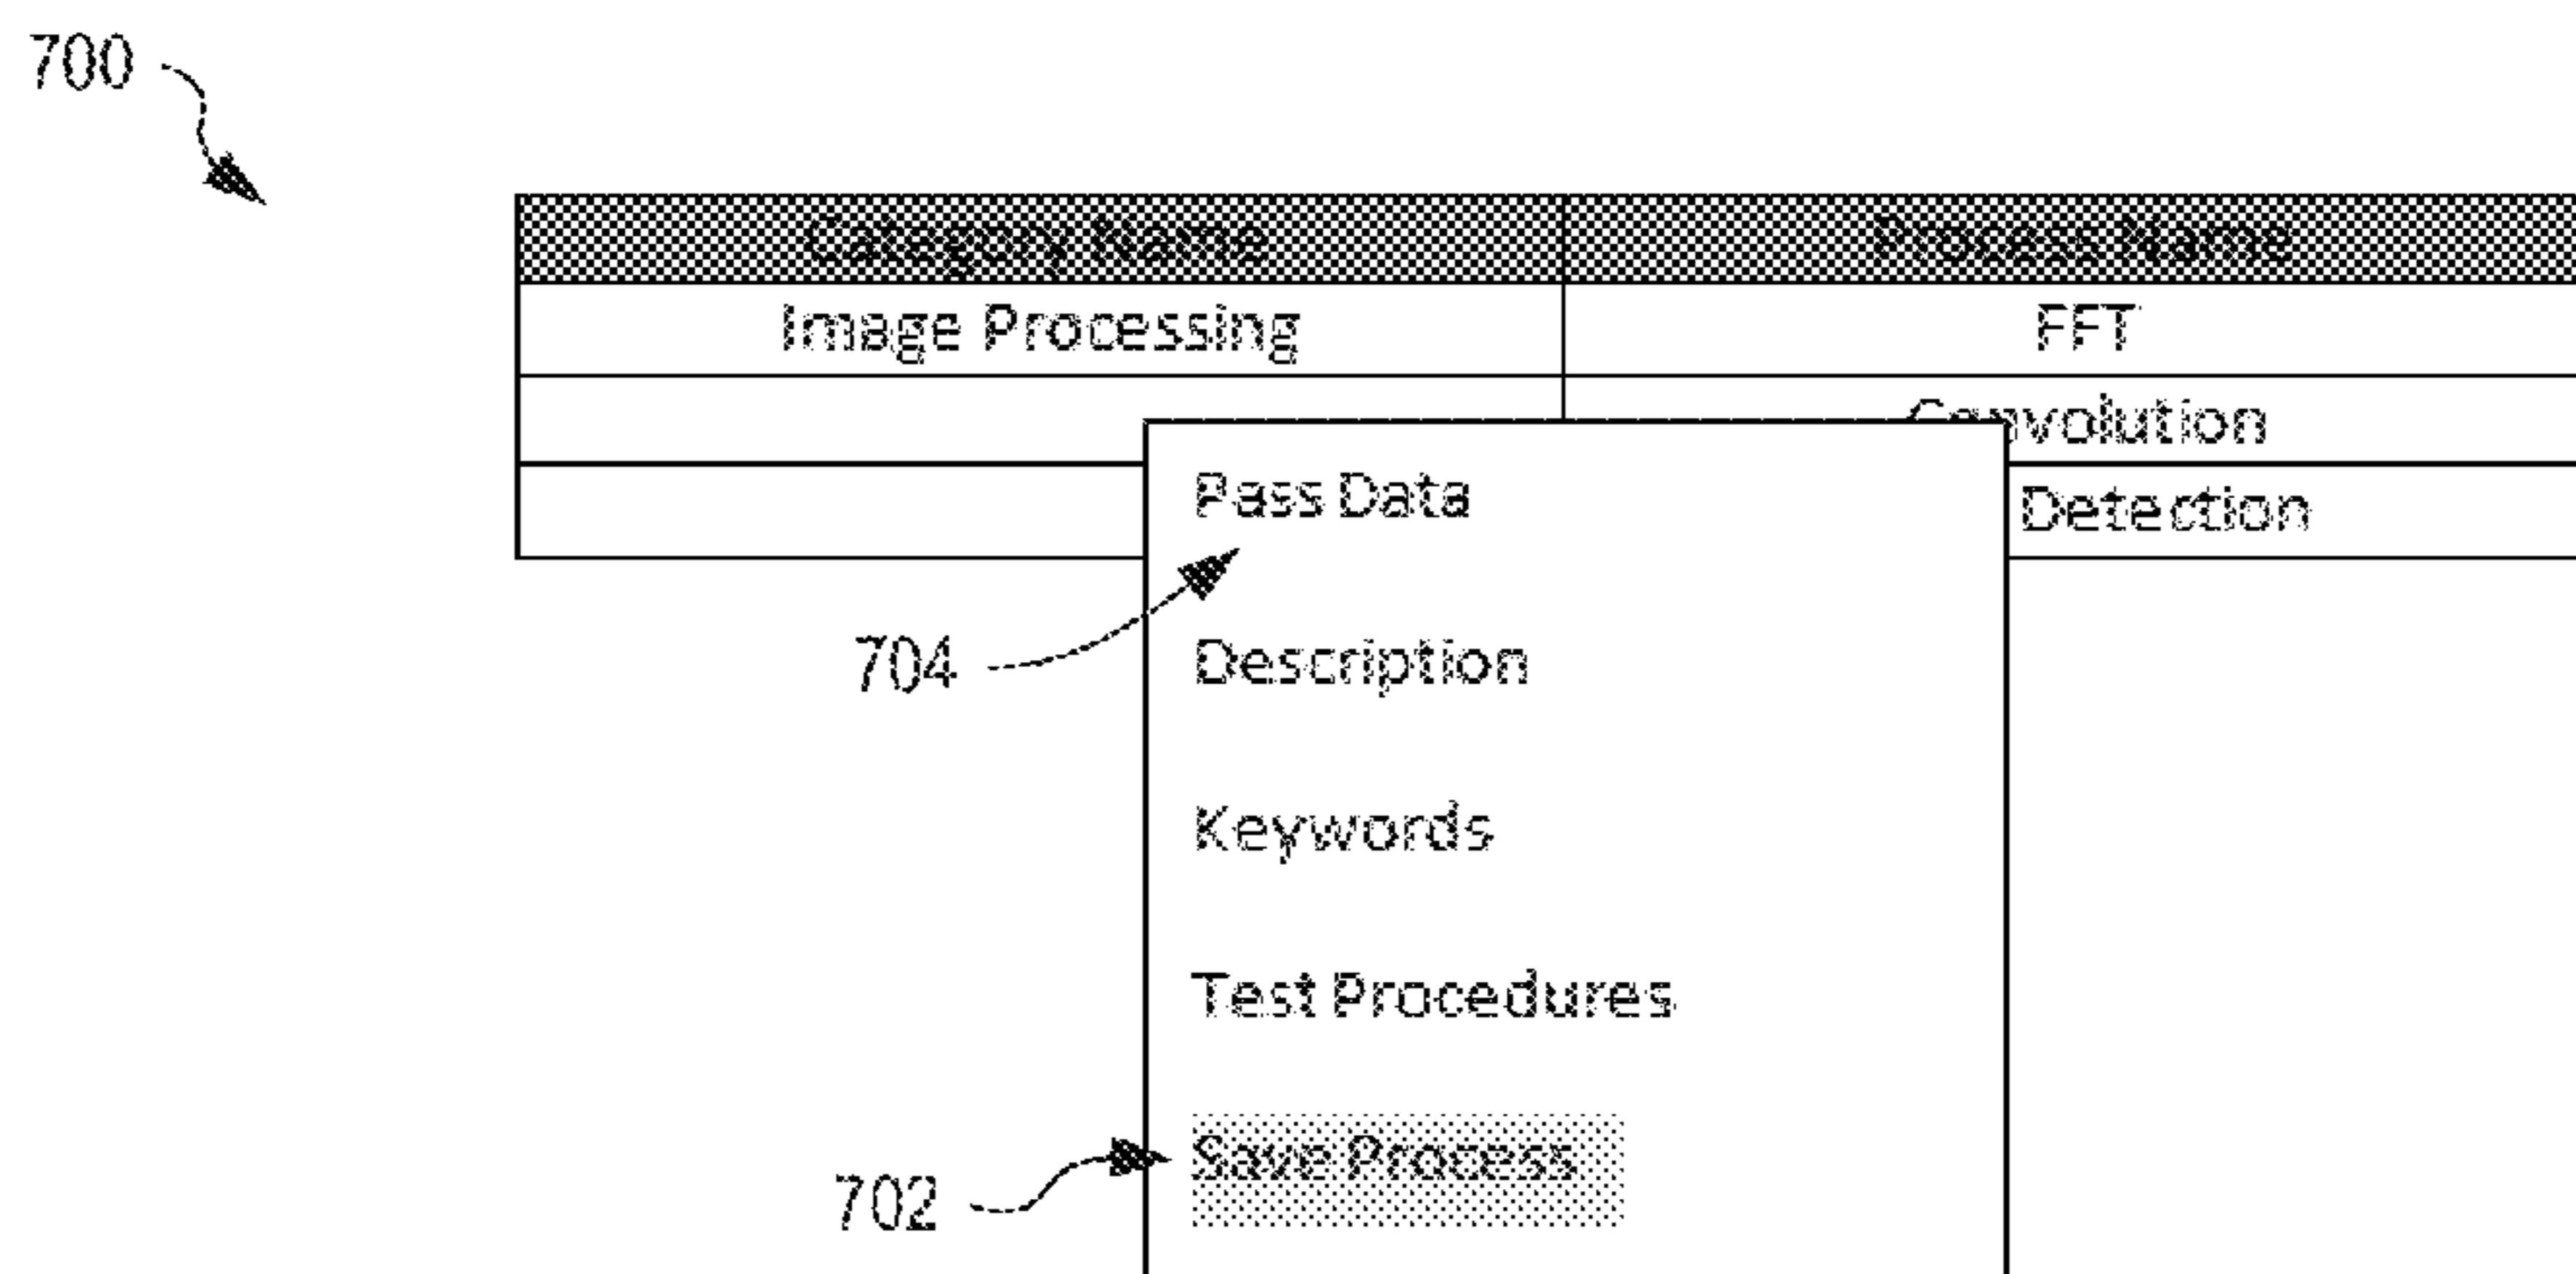 700
Category Name Process Name
Image Processing FFT
Convolution
Pass Data
Detection
704
Description
Keywords
Test Procedures
Save Process
702